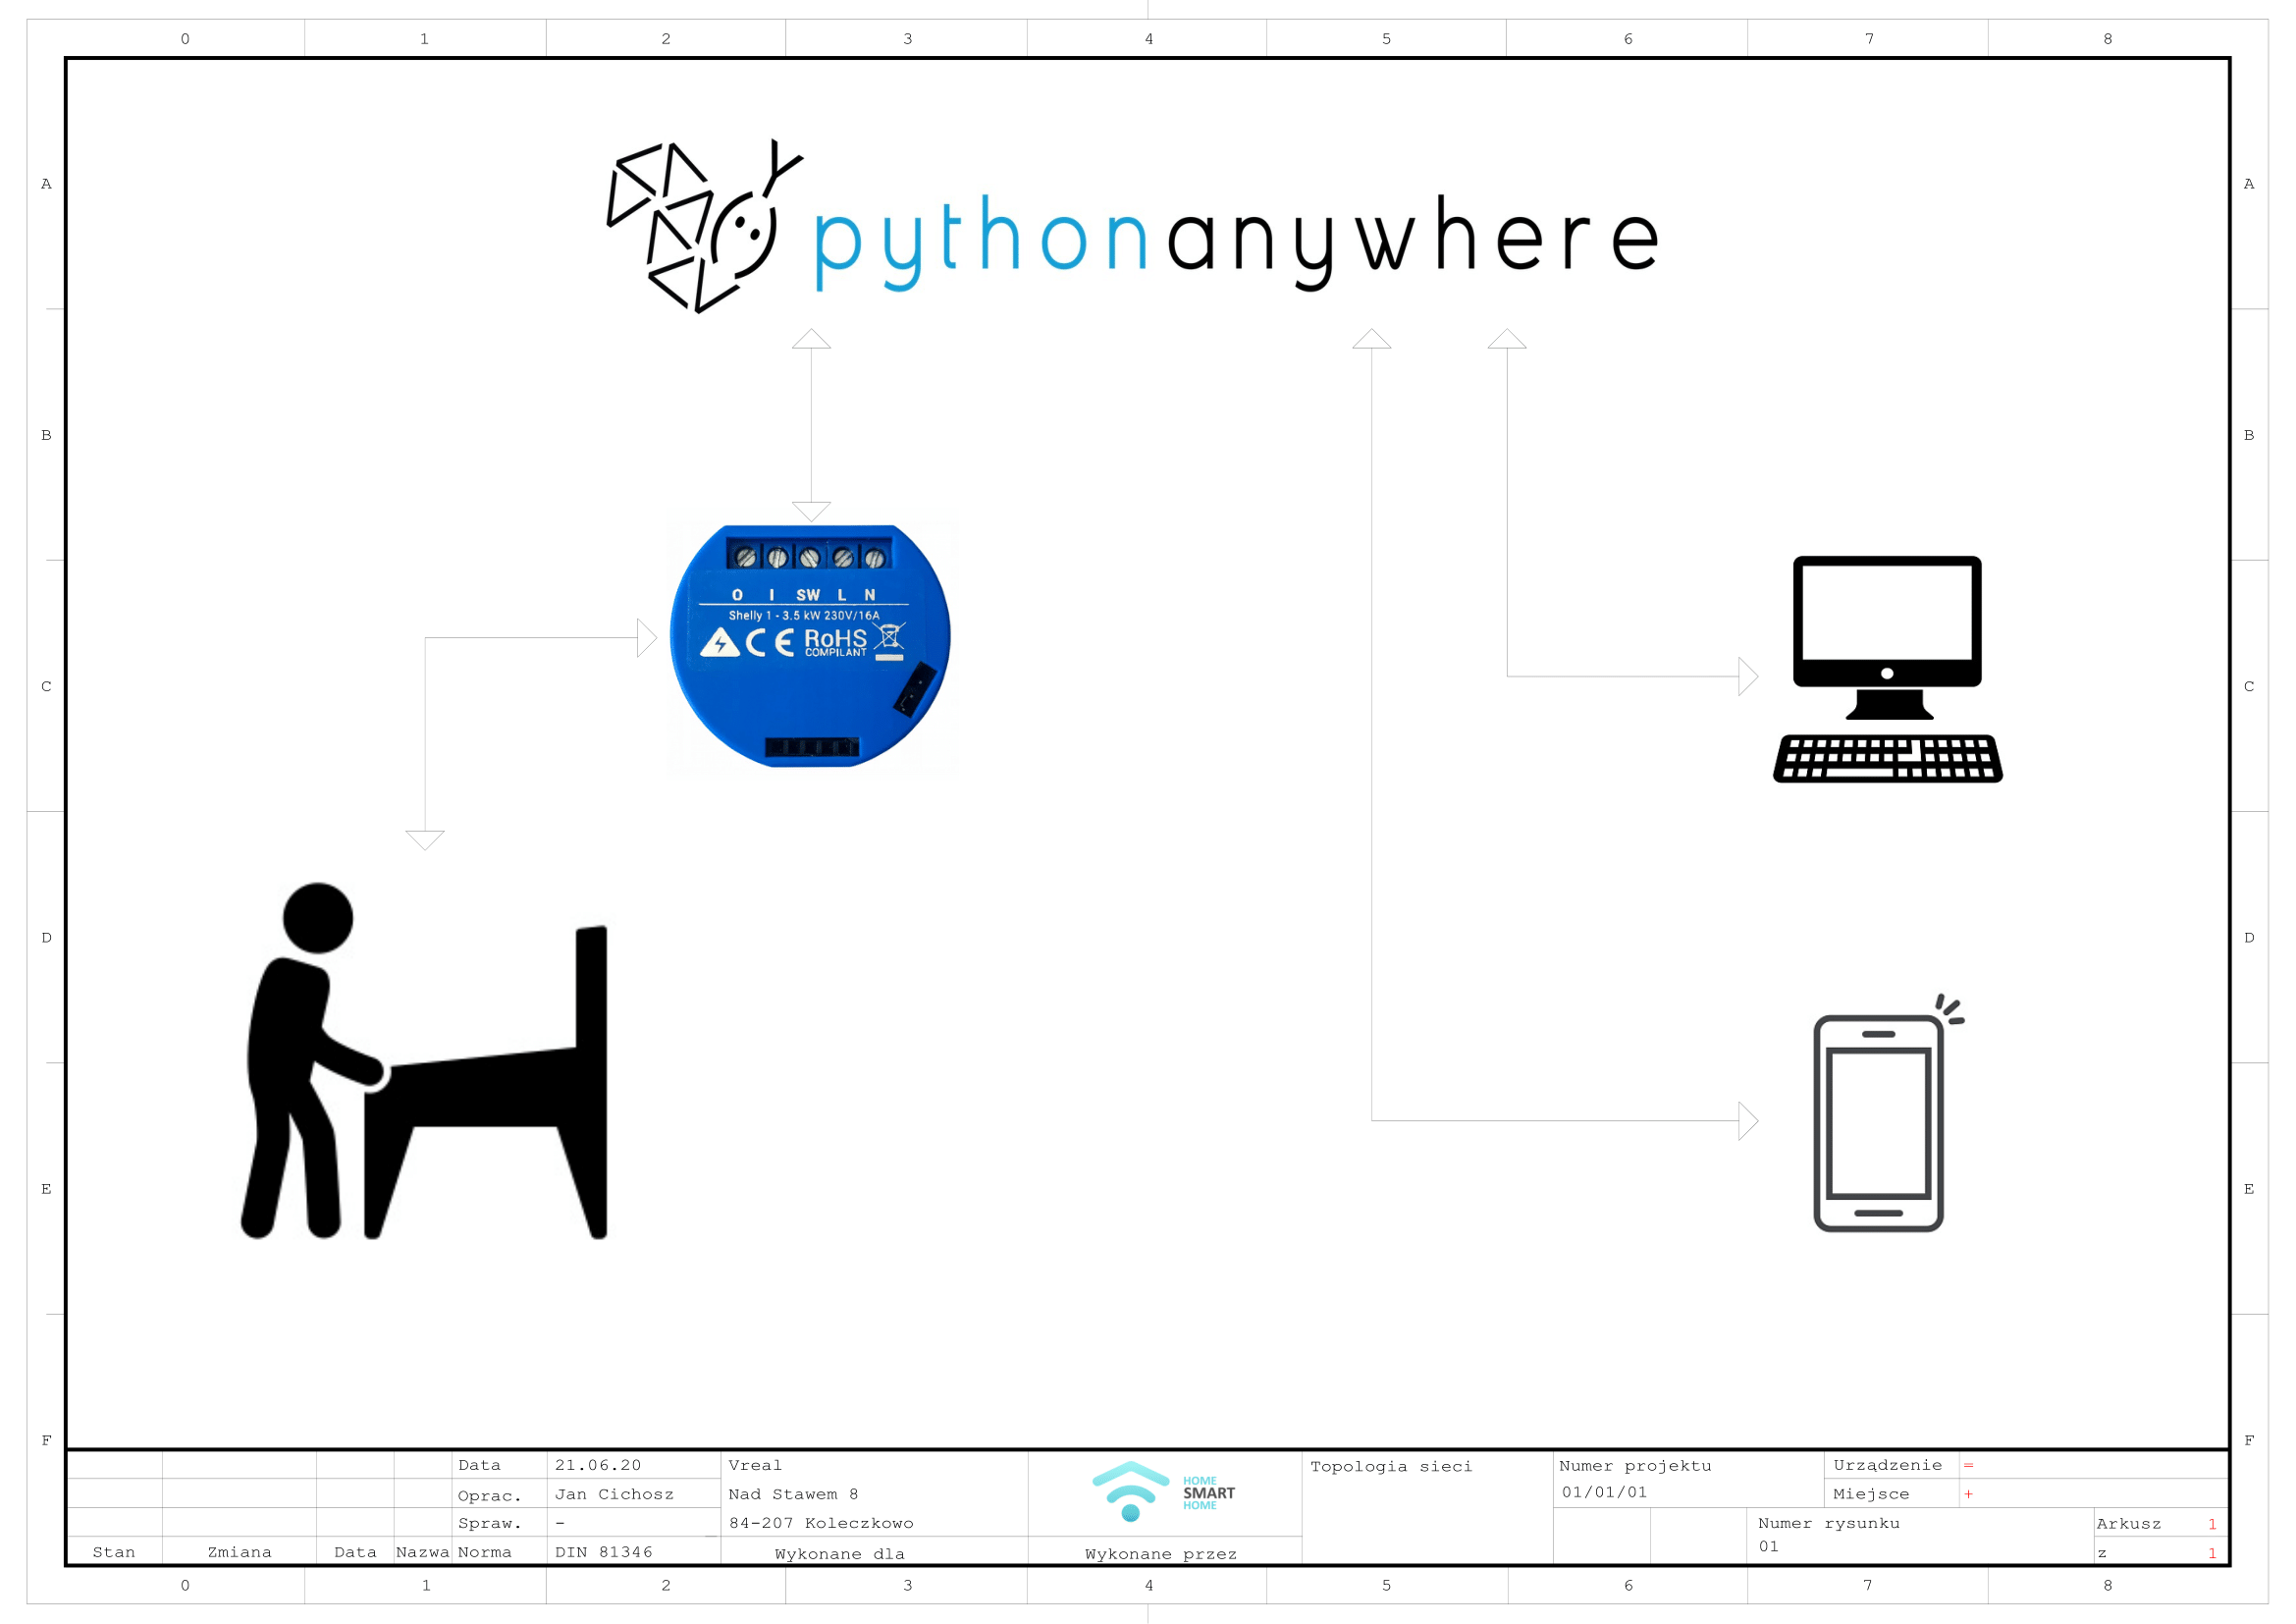 0 1 2 3 4 5 6 7 8
A A
pythonanywhere
B B
O I SW L N
Shelly 1 - 3.5 kW 230V/16A
CE RoHS
COMPILANT
C C
D D
E E
F F
Data 21.06.20
Oprac. Jan Cichosz
Spraw. -
Stan Zmiana Data Nazwa Norma DIN 81346
Vreal
Nad Stawem 8
84-207 Koleczkowo
Wykonane dla
HOME
SMART
HOME
Wykonane przez
Topologia sieci
Numer projektu
01/01/01
Urządzenie =
Miejsce +
Numer rysunku
01
Arkusz 1
z 1
0 1 2 3 4 5 6 7 8